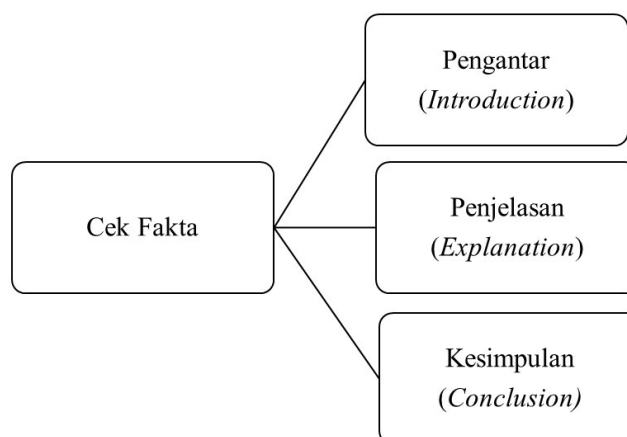 Pengantar
(Introduction)
Cek Fakta
Penjelasan
(Explanation)
Kesimpulan
(Conclusion)